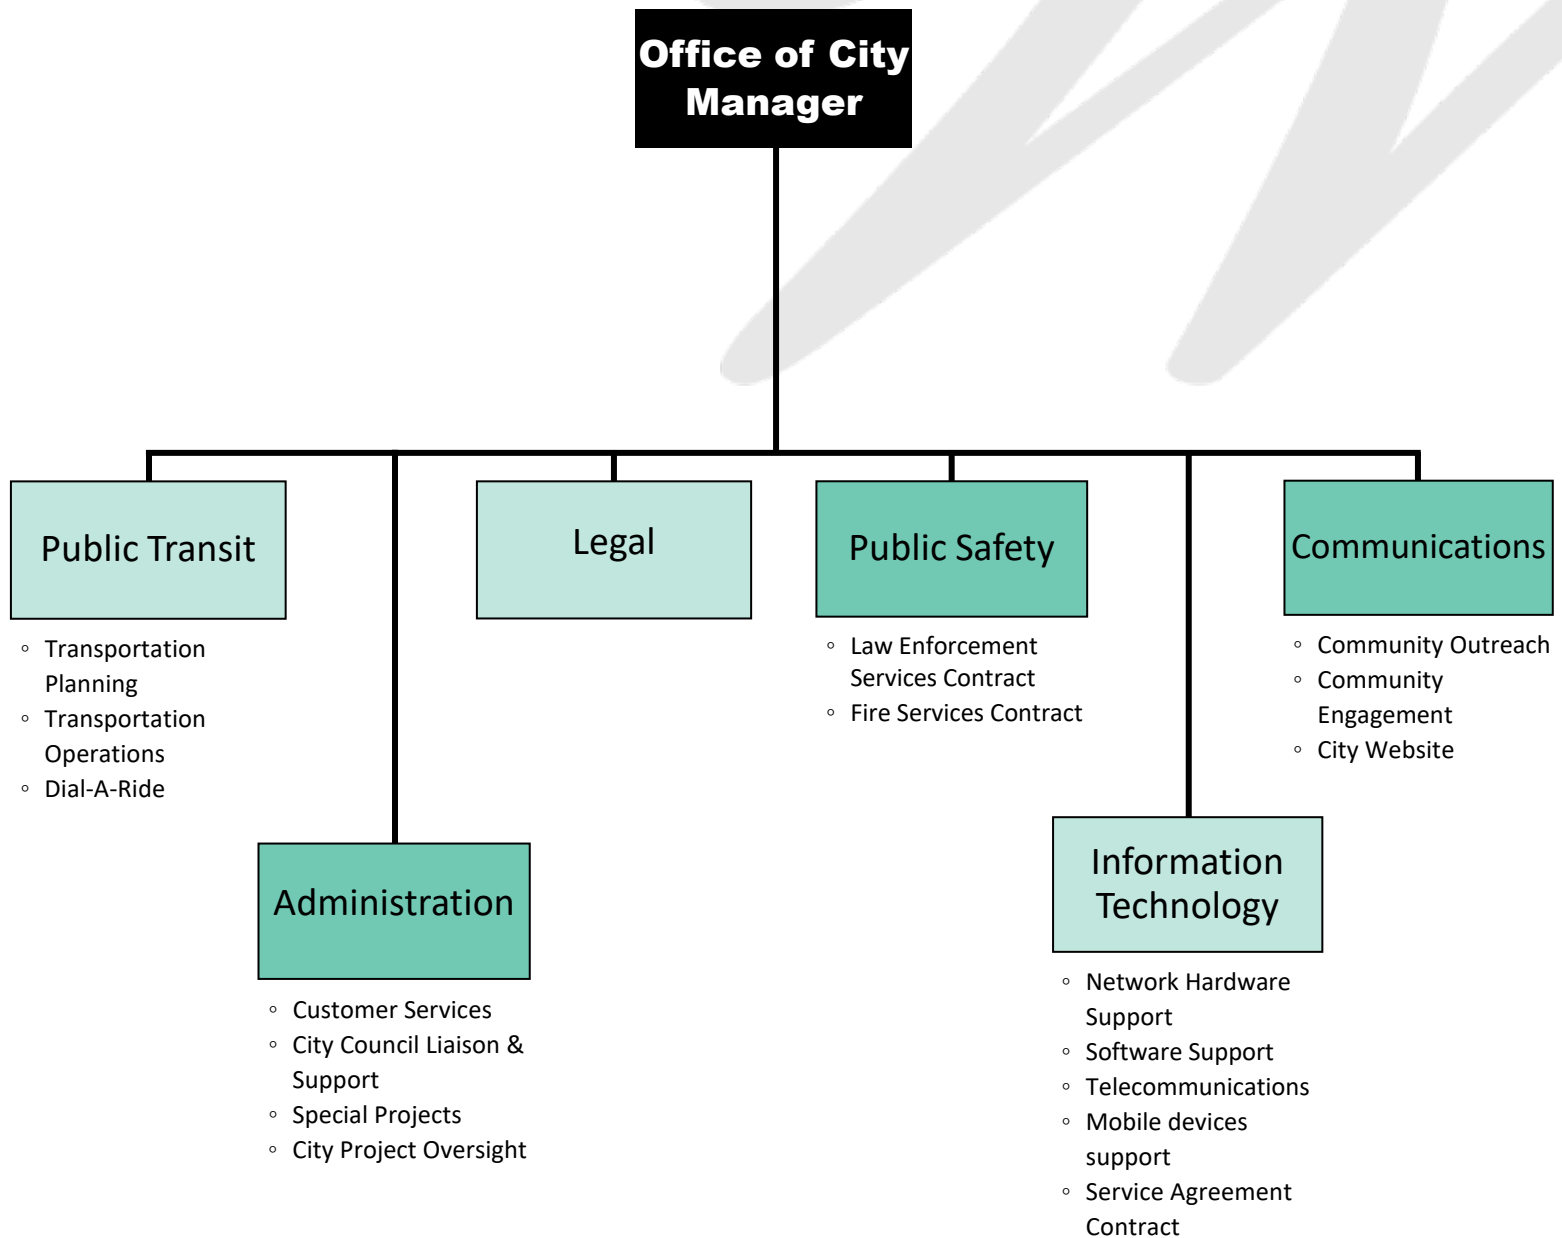 Office of City
Manager
Public Transit
◦ Transportation
Planning
◦ Transportation
Operations
◦ Dial-A-Ride
Administration
◦ Customer Services
◦ City Council Liaison &
Support
◦ Special Projects
◦ City Project Oversight
Legal
Public Safety
◦ Law Enforcement
Services Contract
◦ Fire Services Contract
Information
Technology
◦ Network Hardware
Support
◦ Software Support
◦ Telecommunications
◦ Mobile devices
support
◦ Service Agreement
Contract
Communications
◦ Community Outreach
◦ Community
Engagement
◦ City Website